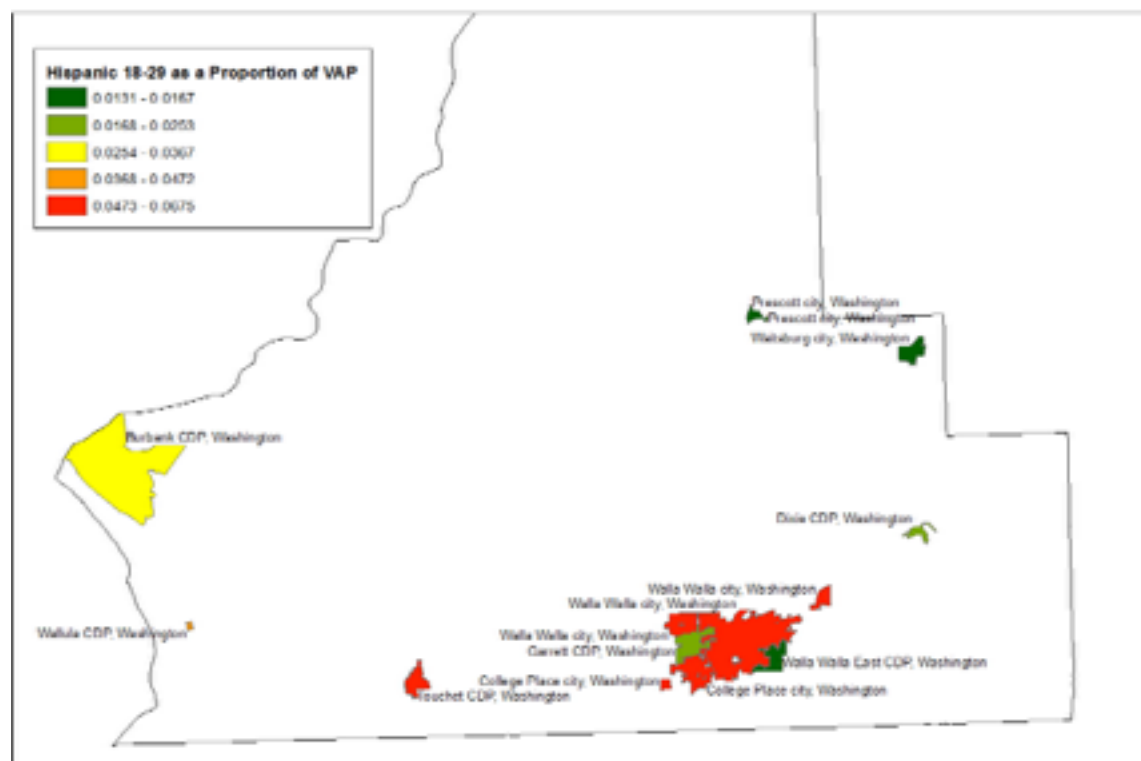 Hispanic 18-29 as a Proportion of VAP
0.0131 - 0.0167
0.0168 - 0.0253
0.0254 - 0.0367
0.0368 - 0.0472
0.0473 - 0.0675
Prescott city, Washington
Prescott city, Washington
Waitsburg city, Washington
Burbank CDP, Washington
Dixie CDP, Washington
Walla Walla city, Washington
Walla Walla city, Washington
Wallula CDP, Washington
Walla Walla city, Washington
Garrett CDP, Washington
Walla Walla East CDP, Washington
College Place city, Washington
College Place city, Washington
Touchet CDP, Washington